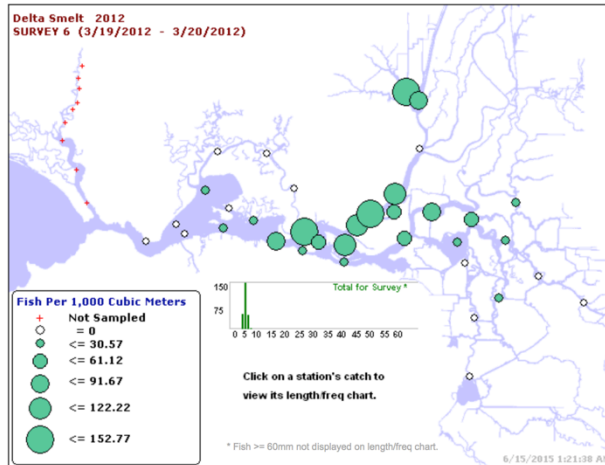 Delta Smelt 2012
SURVEY 6 (3/19/2012 - 3/20/2012)
Fish Per 1,000 Cubic Meters
Not Sampled
= 0
<= 30.57
<= 61.12
<= 91.67
<= 122.22
<= 152.77
150
Total for Survey *
75
0 5 10 15 20 25 30 35 40 45 50 55 60
Click on a station's catch to
view its length/freq chart.
* Fish >= 60mm not displayed on length/freq chart.
6/15/2015 1:21:38 AM